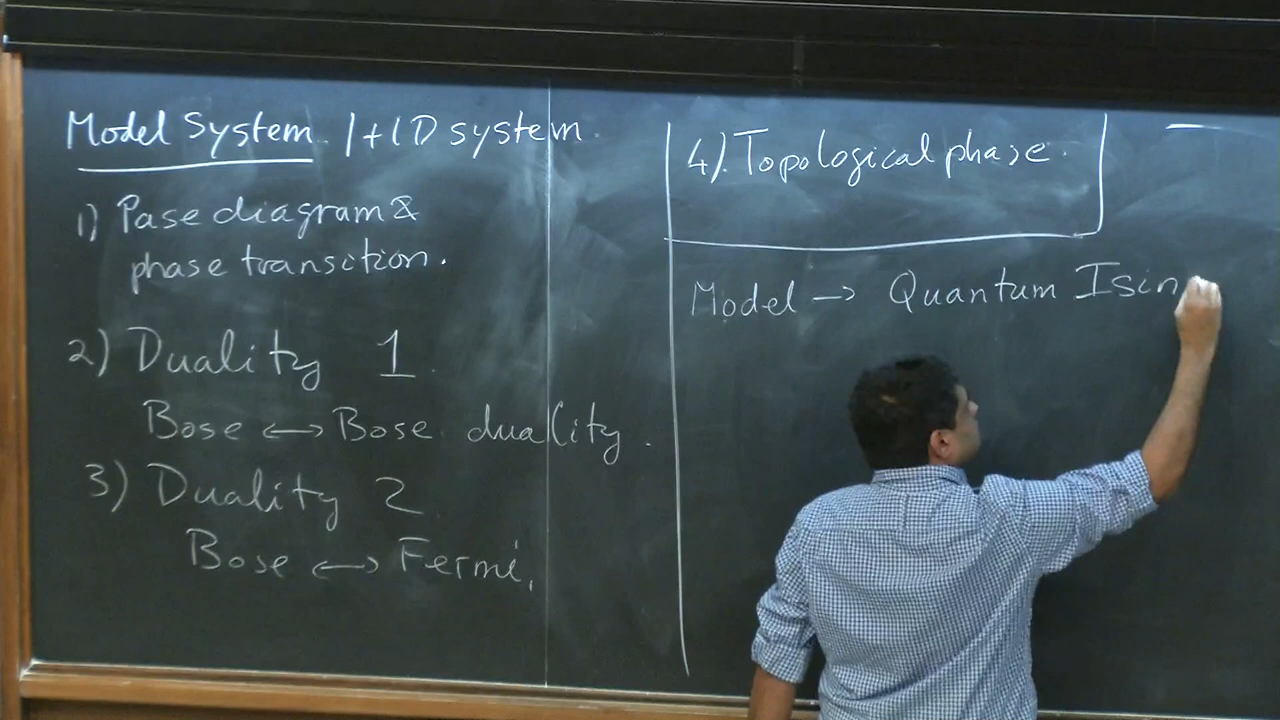 Model System. 1+1D system.
1) Pase diagram &
phase transition.
2) Duality 1.
Bose ⟷ Bose duality.
3) Duality 2
Bose ⟷ Fermi.
4). Topological phase.
Model → Quantum Isin